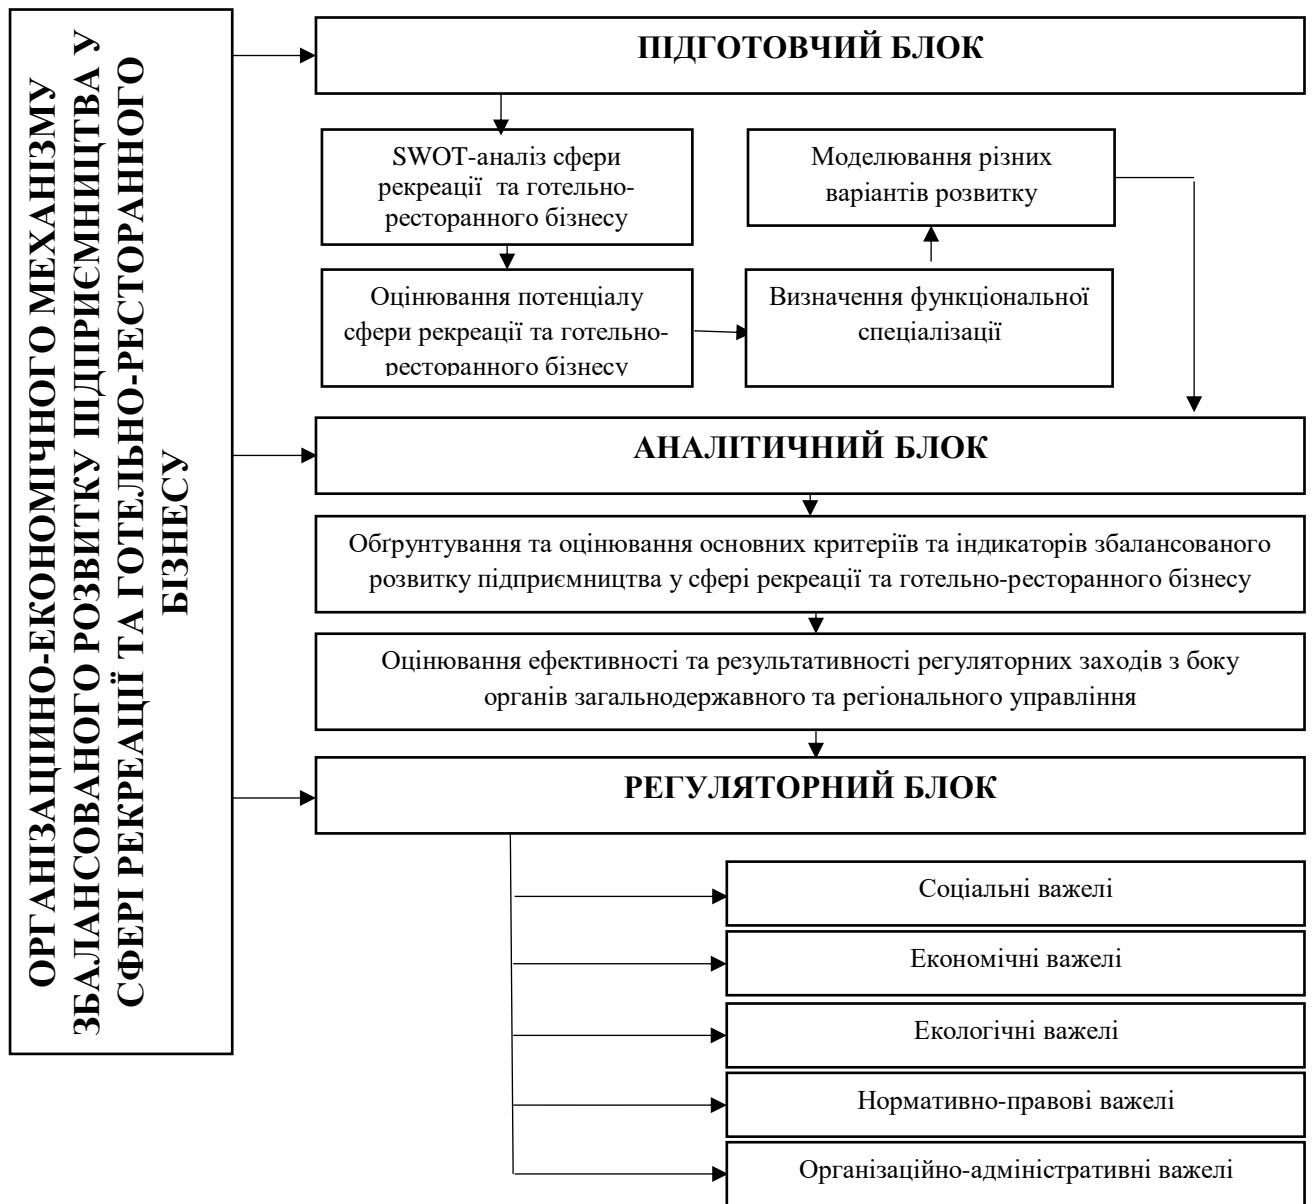 ОРГАНІЗАЦІЙНО-ЕКОНОМІЧНОГО МЕХАНІЗМУ
ЗБАЛАНСОВАНОГО РОЗВИТКУ ПІДПРИЄМНИЦТВА У
СФЕРІ РЕКРЕАЦІЇ ТА ГОТЕЛЬНО-РЕСТОРАННОГО
БІЗНЕСУ
ПІДГОТОВЧИЙ БЛОК
SWOT-аналіз сфери
рекреації та готельно-
ресторанного бізнесу
Моделювання різних
варіантів розвитку
Оцінювання потенціалу
сфери рекреації та готельно-
ресторанного бізнесу
Визначення функціональної
спеціалізації
АНАЛІТИЧНИЙ БЛОК
Обґрунтування та оцінювання основних критеріїв та індикаторів збалансованого
розвитку підприємництва у сфері рекреації та готельно-ресторанного бізнесу
Оцінювання ефективності та результативності регуляторних заходів з боку
органів загальнодержавного та регіонального управління
РЕГУЛЯТОРНИЙ БЛОК
Соціальні важелі
Економічні важелі
Екологічні важелі
Нормативно-правові важелі
Організаційно-адміністративні важелі